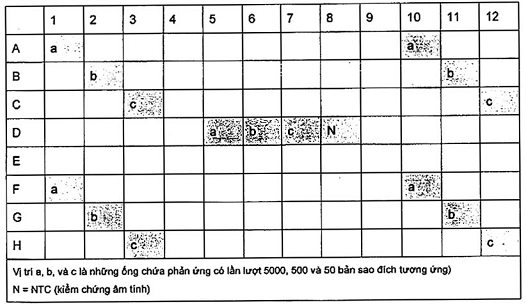 1 2 3 4 5 6 7 8 9 10 11 12
A a a
B b b
C c c
D a b c N
E
F a a
G b b
H c c
Vị trí a, b, và c là những ống chứa phản ứng có lần lượt 5000, 500 và 50 bản sao đích tương ứng)
N = NTC (kiểm chứng âm tính)